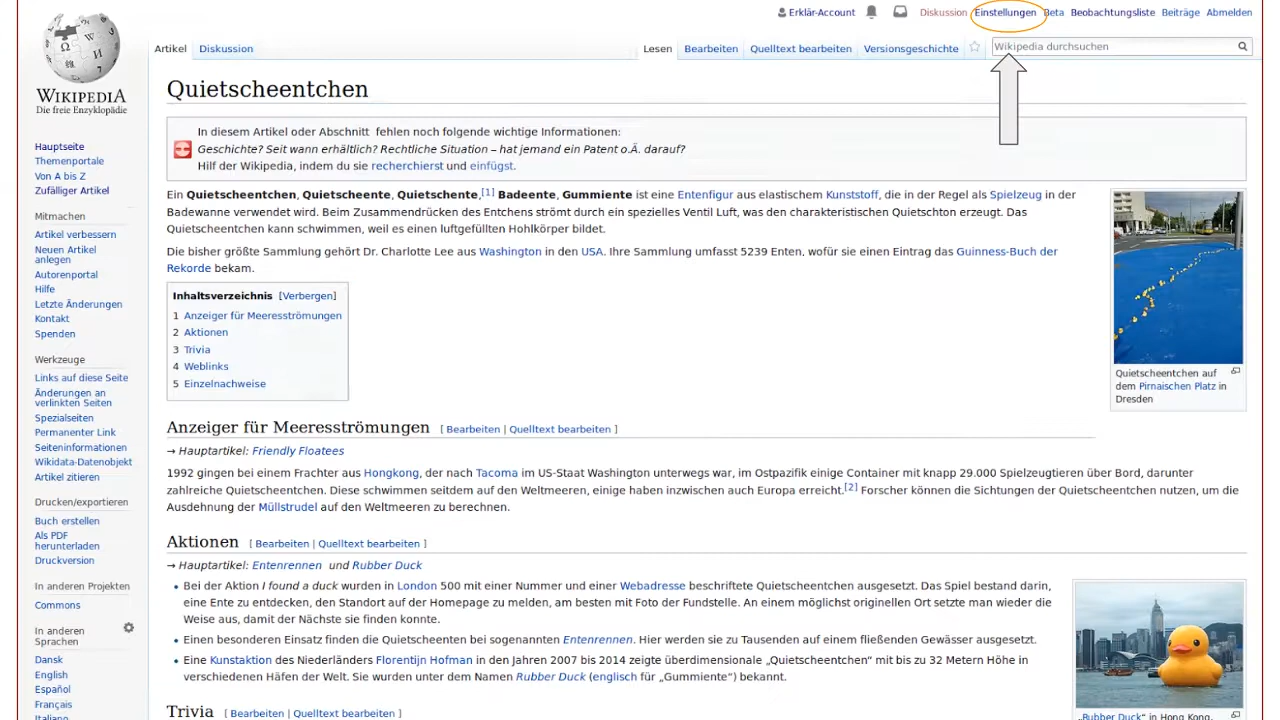 Erklär-Account Diskussion Einstellungen Beta Beobachtungsliste Beiträge Abmelden
Artikel Diskussion Lesen Bearbeiten Quelltext bearbeiten Versionsgeschichte Wikipedia durchsuchen
WIKIPEDIA
Die freie Enzyklopädie
Hauptseite
Themenportale
Von A bis Z
Zufälliger Artikel
Mitmachen
Artikel verbessern
Neuen Artikel
anlegen
Autorenportal
Hilfe
Letzte Änderungen
Kontakt
Spenden
Werkzeuge
Links auf diese Seite
Änderungen an
verlinkten Seiten
Spezialseiten
Permanenter Link
Seiteninformationen
Wikidata-Datenobjekt
Artikel zitieren
Drucken/exportieren
Buch erstellen
Als PDF
herunterladen
Druckversion
In anderen Projekten
Commons
In anderen
Sprachen
Dansk
English
Español
Français
Italiano
Quietscheentchen
In diesem Artikel oder Abschnitt fehlen noch folgende wichtige Informationen:
Geschichte? Seit wann erhältlich? Rechtliche Situation – hat jemand ein Patent o.Ä. darauf?
Hilf der Wikipedia, indem du sie recherchierst und einfügst.
Ein Quietscheentchen, Quietscheente, Quietschente,[1] Badeente, Gummiente ist eine Entenfigur aus elastischem Kunststoff, die in der Regel als Spielzeug in der
Badewanne verwendet wird. Beim Zusammendrücken des Entchens strömt durch ein spezielles Ventil Luft, was den charakteristischen Quietschton erzeugt. Das
Quietscheentchen kann schwimmen, weil es einen luftgefüllten Hohlkörper bildet.
Die bisher größte Sammlung gehört Dr. Charlotte Lee aus Washington in den USA. Ihre Sammlung umfasst 5239 Enten, wofür sie einen Eintrag das Guinness-Buch der
Rekorde bekam.
Quietscheentchen auf
dem Pirnaischen Platz in
Dresden
Inhaltsverzeichnis [Verbergen]
1 Anzeiger für Meeresströmungen
2 Aktionen
3 Trivia
4 Weblinks
5 Einzelnachweise
Anzeiger für Meeresströmungen [ Bearbeiten | Quelltext bearbeiten ]
→ Hauptartikel: Friendly Floatees
1992 gingen bei einem Frachter aus Hongkong, der nach Tacoma im US-Staat Washington unterwegs war, im Ostpazifik einige Container mit knapp 29.000 Spielzeugtieren über Bord, darunter
zahlreiche Quietscheentchen. Diese schwimmen seitdem auf den Weltmeeren, einige haben inzwischen auch Europa erreicht.[2] Forscher können die Sichtungen der Quietscheentchen nutzen, um die
Ausdehnung der Müllstrudel auf den Weltmeeren zu berechnen.
Aktionen [ Bearbeiten | Quelltext bearbeiten ]
→ Hauptartikel: Entenrennen und Rubber Duck
• Bei der Aktion I found a duck wurden in London 500 mit einer Nummer und einer Webadresse beschriftete Quietscheentchen ausgesetzt. Das Spiel bestand darin,
eine Ente zu entdecken, den Standort auf der Homepage zu melden, am besten mit Foto der Fundstelle. An einem möglichst originellen Ort setzte man wieder die
Weise aus, damit der Nächste sie finden konnte.
• Einen besonderen Einsatz finden die Quietscheenten bei sogenannten Entenrennen. Hier werden sie zu Tausenden auf einem fließenden Gewässer ausgesetzt.
• Eine Kunstaktion des Niederländers Florentijn Hofman in den Jahren 2007 bis 2014 zeigte überdimensionale „Quietscheentchen“ mit bis zu 32 Metern Höhe in
verschiedenen Häfen der Welt. Sie wurden unter dem Namen Rubber Duck (englisch für „Gummiente“) bekannt.
„Rubber Duck“ in Hong Kong,
Trivia [ Bearbeiten | Quelltext bearbeiten ]